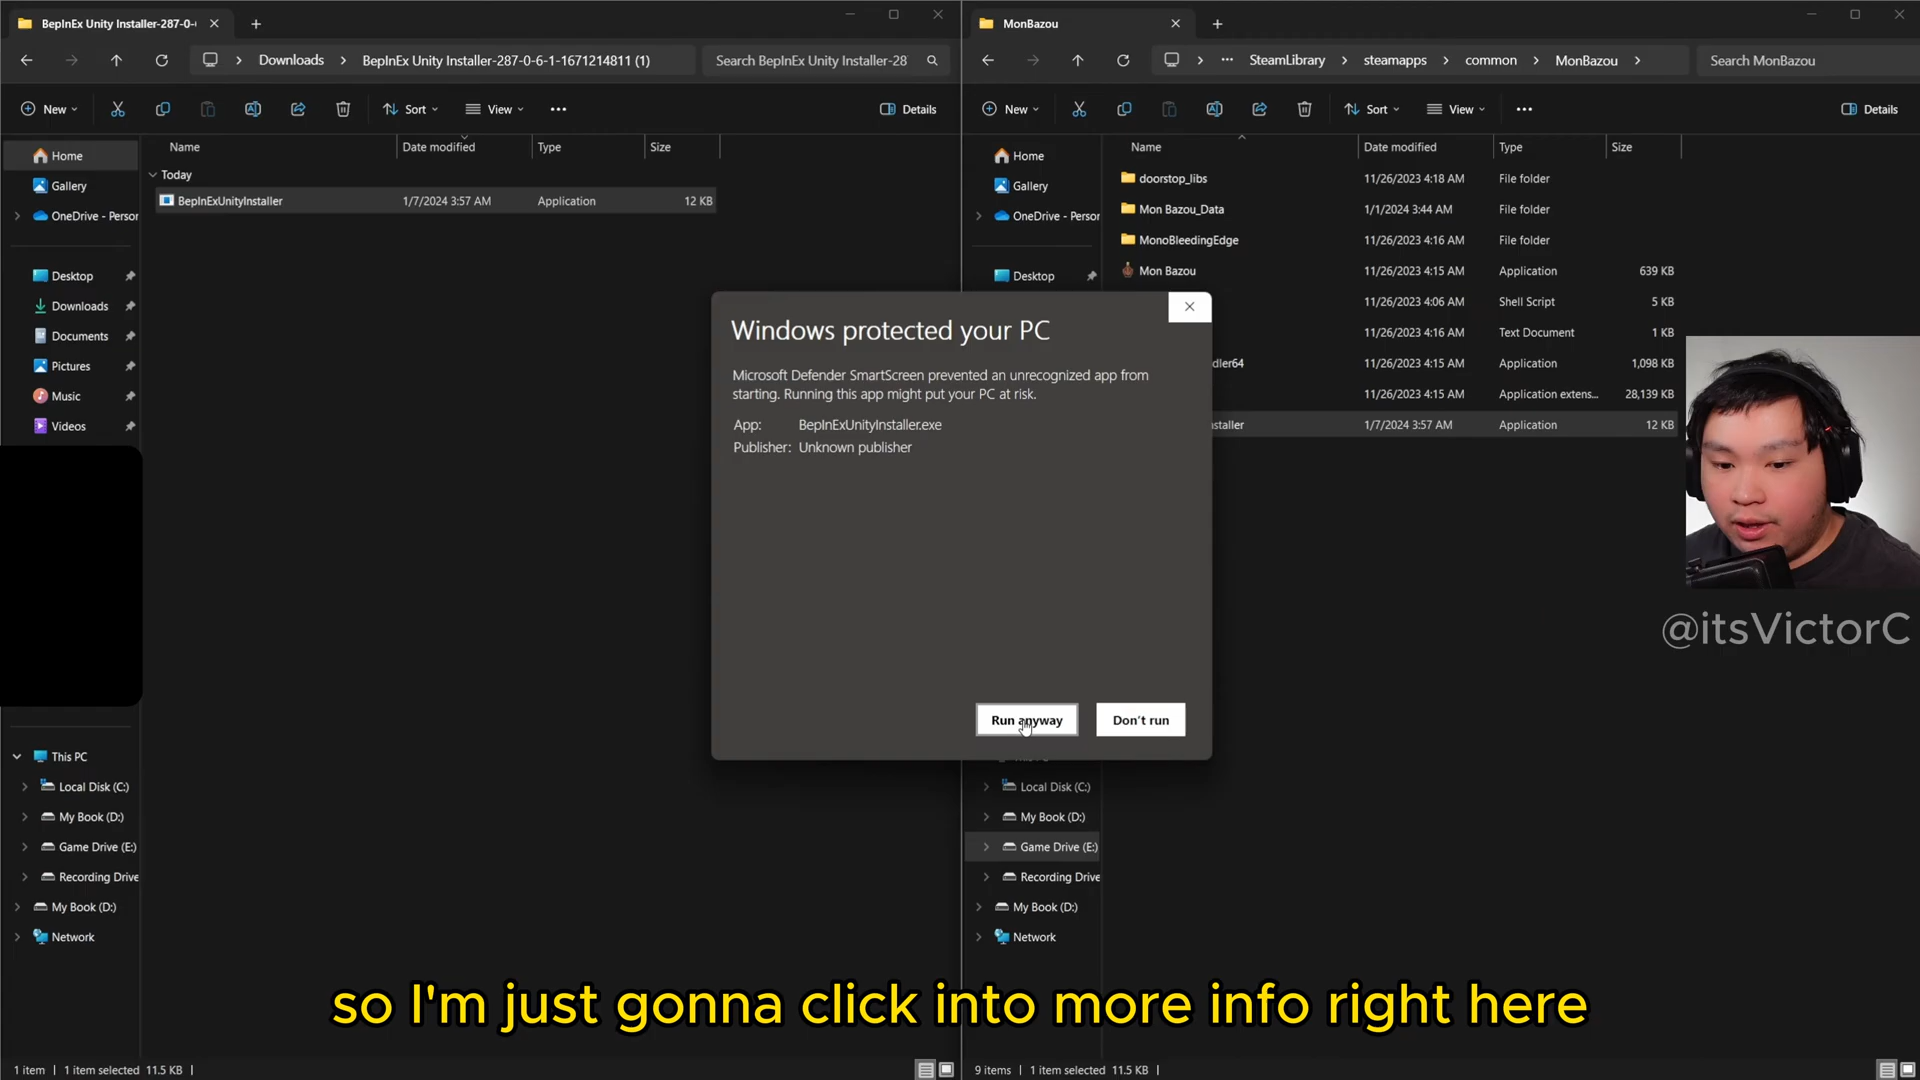 BepInEx Unity Installer-287-0-
Downloads
BepInEx Unity Installer-287-0-6-1-1671214811 (1)
Search BepInEx Unity Installer-28
New
Sort
View
Details
Name
Date modified
Type
Size
Home
Gallery
OneDrive - Persor
Desktop
Downloads
Documents
Pictures
Music
Videos
This PC
Local Disk (C:)
My Book (D:)
Game Drive (E:)
Recording Drive
My Book (D:)
Network
Today
BepInExUnityInstaller
1/7/2024 3:57 AM
Application
12 KB
1 item
1 item selected 11.5 KB
MonBazou
SteamLibrary
steamapps
common
MonBazou
Search MonBazou
New
Sort
View
Details
Name
Date modified
Type
Size
Home
Gallery
OneDrive - Persor
Desktop
Local Disk (C:)
My Book (D:)
Game Drive (E:)
Recording Drive
My Book (D:)
Network
doorstop_libs 11/26/2023 4:18 AM File folder
Mon Bazou_Data 1/1/2024 3:44 AM File folder
MonoBleedingEdge 11/26/2023 4:16 AM File folder
Mon Bazou 11/26/2023 4:15 AM Application 639 KB
11/26/2023 4:06 AM Shell Script 5 KB
11/26/2023 4:16 AM Text Document 1 KB
dler64 11/26/2023 4:15 AM Application 1,098 KB
11/26/2023 4:15 AM Application extens... 28,139 KB
nstaller 1/7/2024 3:57 AM Application 12 KB
9 items
1 item selected 11.5 KB
Windows protected your PC
Microsoft Defender SmartScreen prevented an unrecognized app from
starting. Running this app might put your PC at risk.
App: BepInExUnityInstaller.exe
Publisher: Unknown publisher
Run anyway
Don't run
@itsVictorC
so I'm just gonna click into more info right here